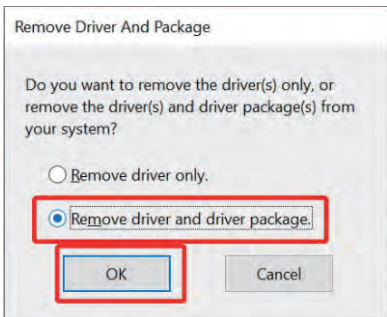 Remove Driver And Package
Do you want to remove the driver(s) only, or
remove the driver(s) and driver package(s) from
your system?
Remove driver only.
Remove driver and driver package.
OK Cancel